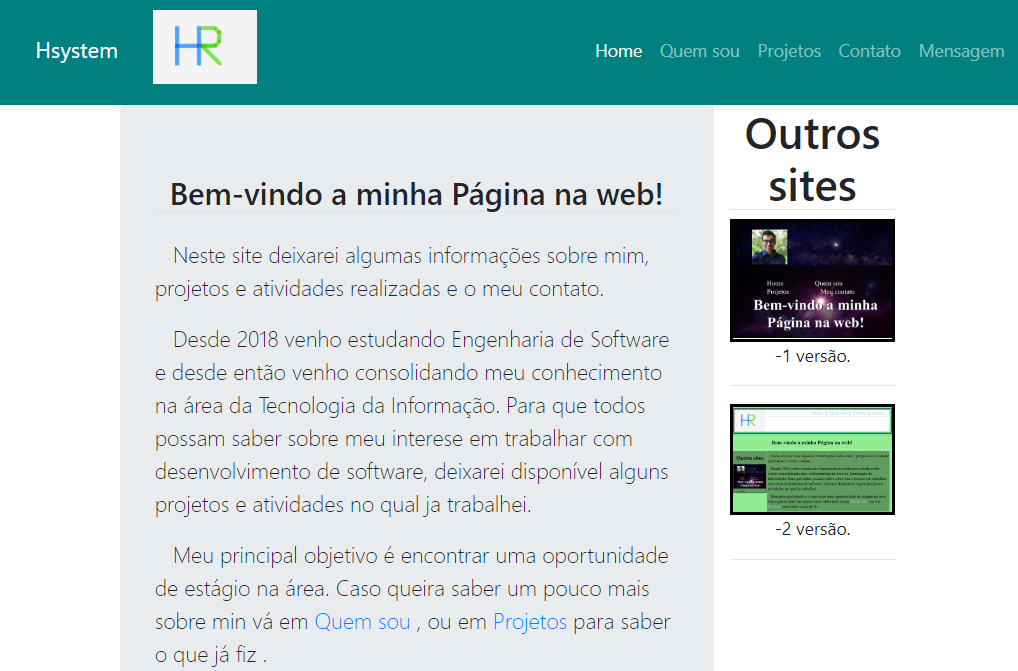 Hsystem
HR
Home Quem sou Projetos Contato Mensagem
Bem-vindo a minha Página na web!
Neste site deixarei algumas informações sobre mim,
projetos e atividades realizadas e o meu contato.
Desde 2018 venho estudando Engenharia de Software
e desde então venho consolidando meu conhecimento
na área da Tecnologia da Informação. Para que todos
possam saber sobre meu interese em trabalhar com
desenvolvimento de software, deixarei disponível alguns
projetos e atividades no qual ja trabalhei.
Meu principal objetivo é encontrar uma oportunidade
de estágio na área. Caso queira saber um pouco mais
sobre min vá em Quem sou , ou em Projetos para saber
o que já fiz .
Outros
sites
Home Quem sou
Projetos Meu contato
Bem-vindo a minha
Página na web!
-1 versão.
HR
Bem-vindo a minha Página na web!
Outros sites
-2 versão.